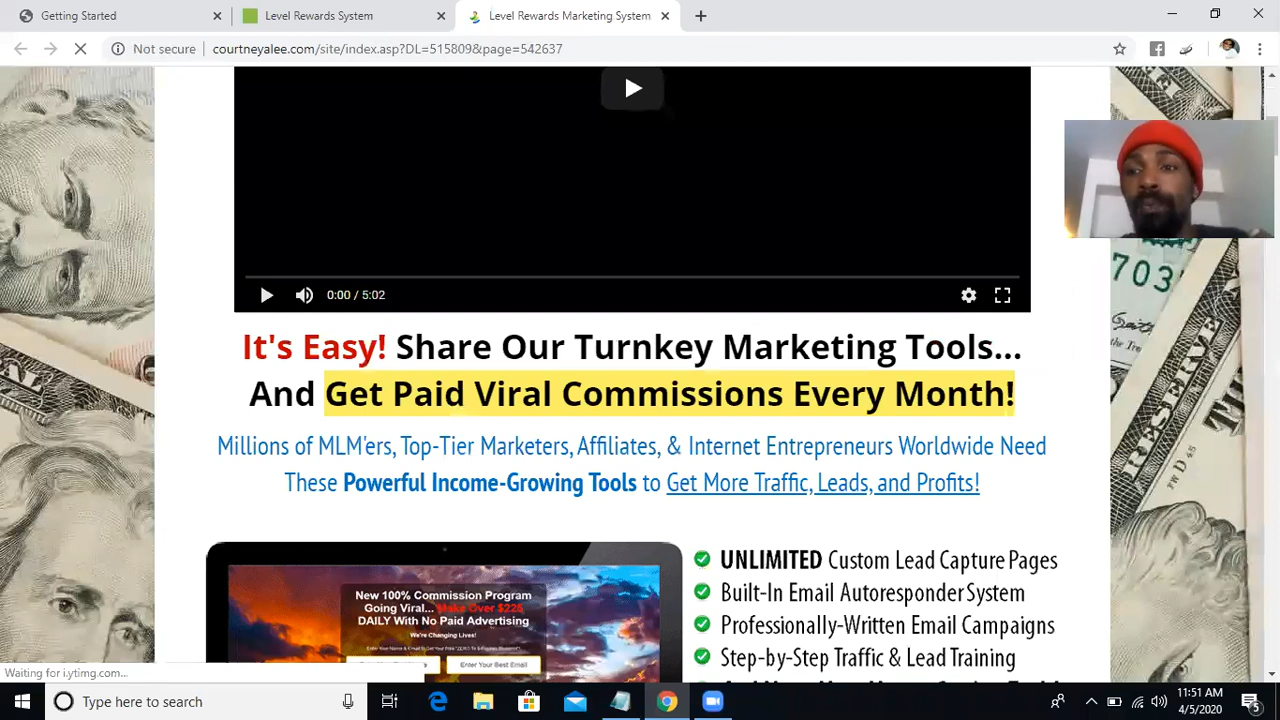 Getting Started
Level Rewards System
Level Rewards Marketing System
Not secure
courtneyalee.com/site/index.asp?DL=515809&page=542637
0:00 / 5:02
It's Easy! Share Our Turnkey Marketing Tools...
And Get Paid Viral Commissions Every Month!
Millions of MLM'ers, Top-Tier Marketers, Affiliates, & Internet Entrepreneurs Worldwide Need
These Powerful Income-Growing Tools to Get More Traffic, Leads, and Profits!
New 100% Commission Program
Going Viral... Make Over $225
DAILY With No Paid Advertising
We're Changing Lives!
Enter Your Best Email
UNLIMITED Custom Lead Capture Pages
Built-In Email Autoresponder System
Professionally-Written Email Campaigns
Step-by-Step Traffic & Lead Training
Waiting for i.ytimg.com...
Type here to search
11:51 AM
4/5/2020
5
703